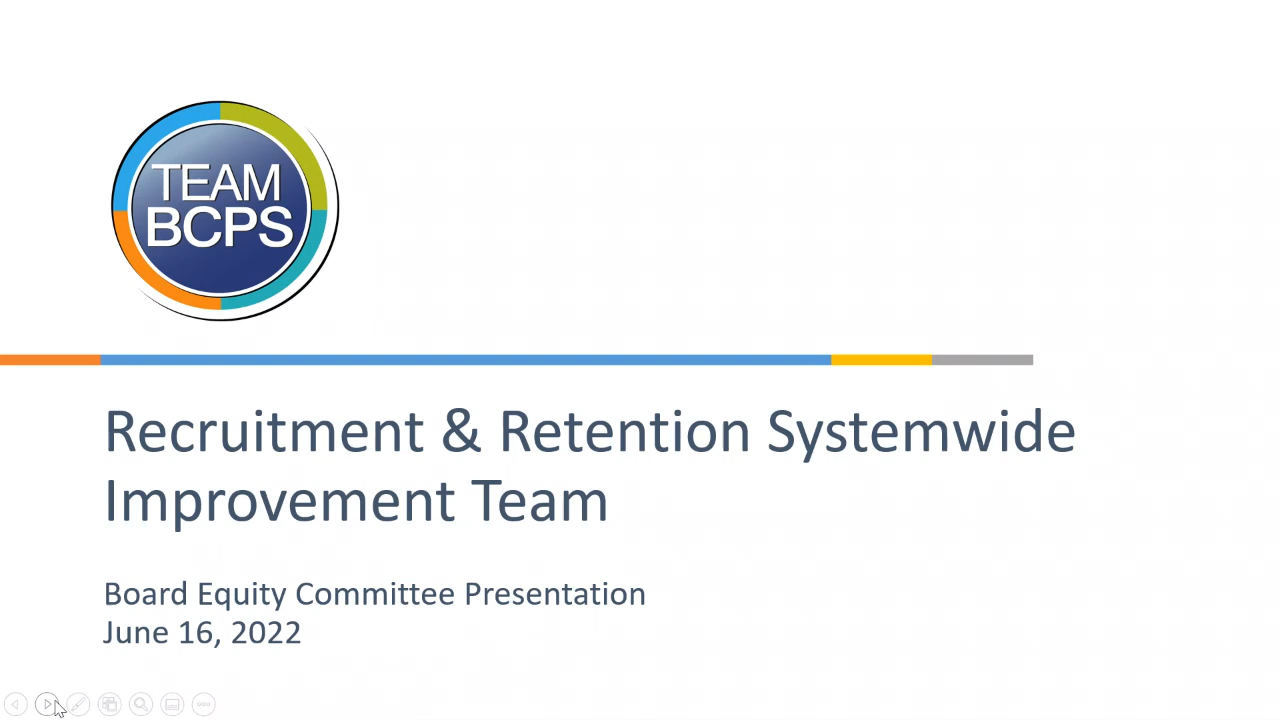 TEAM
BCPS
Recruitment & Retention Systemwide
Improvement Team
Board Equity Committee Presentation
June 16, 2022